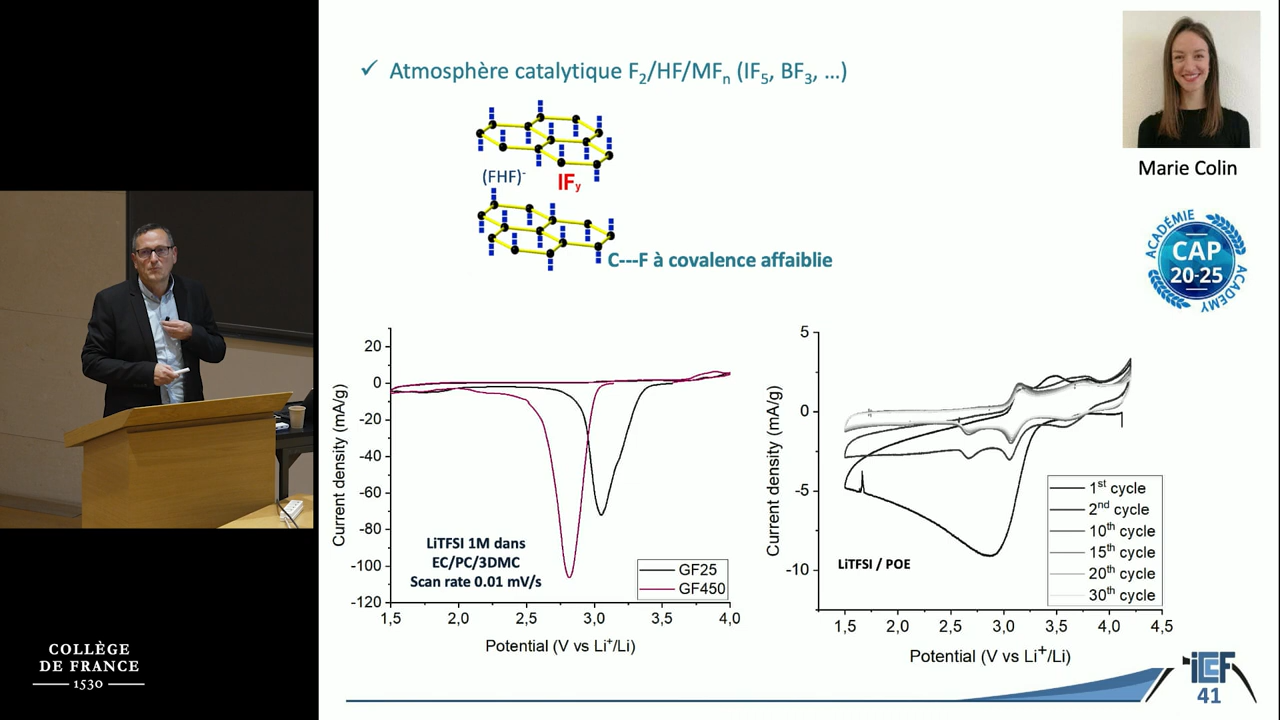 ✓ Atmosphère catalytique F₂/HF/MFₙ (IF₅, BF₃, …)
(FHF)⁻
IFᵧ
C---F à covalence affaiblie
Marie Colin
ACADÉMIE
CAP
20-25
ACADEMY
20
0
-20
-40
-60
-80
-100
-120
Current density (mA/g)
LiTFSI 1M dans
EC/PC/3DMC
Scan rate 0.01 mV/s
GF25
GF450
1,5 2,0 2,5 3,0 3,5 4,0
Potential (V vs Li⁺/Li)
5
0
-5
-10
Current density (mA/g)
LiTFSI / POE
1st cycle
2nd cycle
10th cycle
15th cycle
20th cycle
30th cycle
1,5 2,0 2,5 3,0 3,5 4,0 4,5
Potential (V vs Li⁺/Li)
COLLÈGE
DE FRANCE
1530
iCCF
41